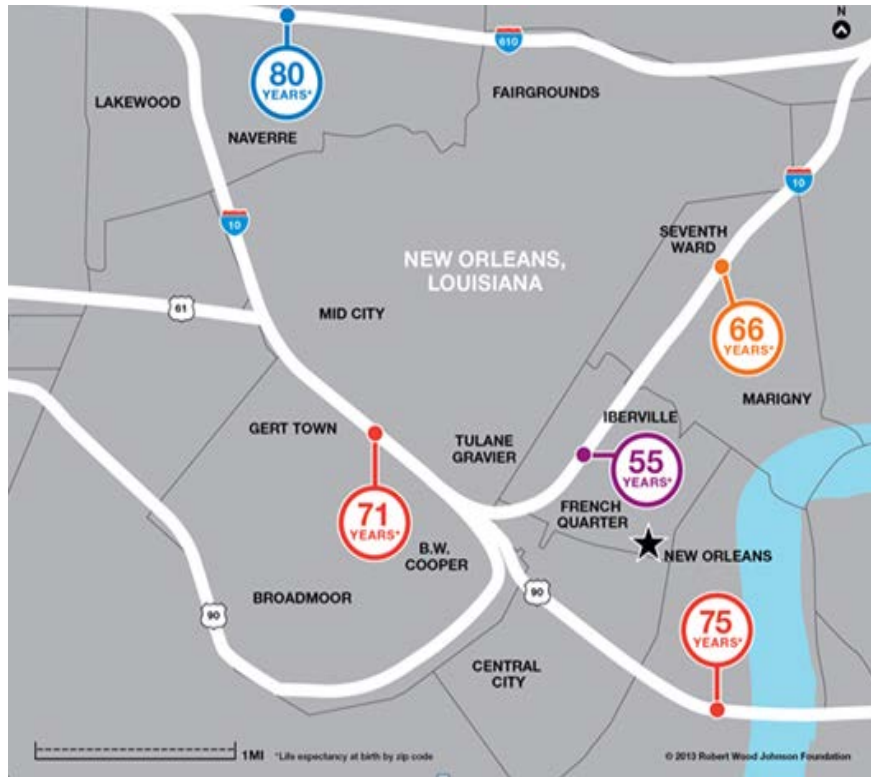 N
610
80
YEARS*
LAKEWOOD
FAIRGROUNDS
NAVERRE
10
10
SEVENTH
WARD
NEW ORLEANS,
LOUISIANA
61
MID CITY
66
YEARS*
MARIGNY
IBERVILLE
GERT TOWN
TULANE
GRAVIER
55
YEARS*
71
YEARS*
FRENCH
QUARTER
B.W.
COOPER
NEW ORLEANS
BROADMOOR
90
90
75
YEARS*
CENTRAL
CITY
1MI
*Life expectancy at birth by zip code
© 2013 Robert Wood Johnson Foundation